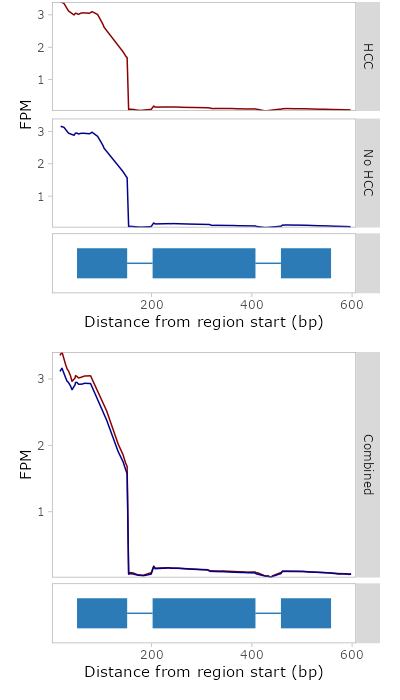 3
2
1
HCC
FPM
3
2
1
No HCC
200 400 600
Distance from region start (bp)
3
2
1
FPM
Combined
200 400 600
Distance from region start (bp)